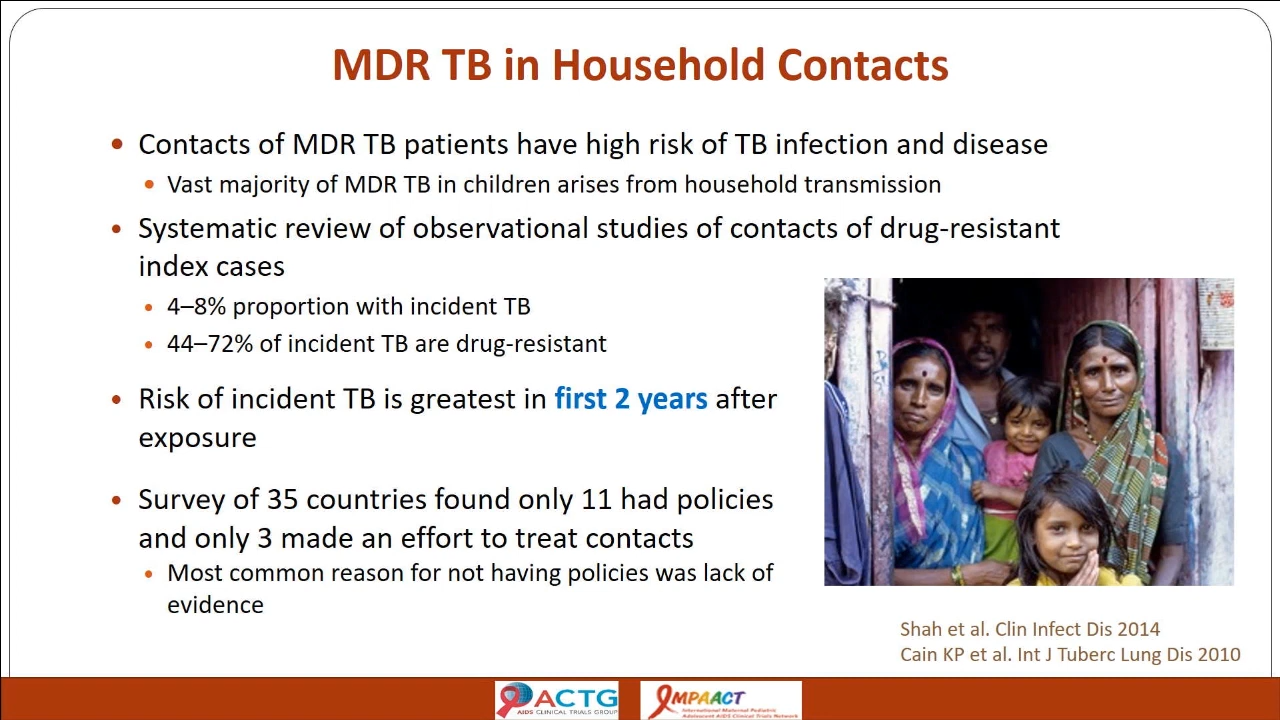 MDR TB in Household Contacts
• Contacts of MDR TB patients have high risk of TB infection and disease
• Vast majority of MDR TB in children arises from household transmission
• Systematic review of observational studies of contacts of drug-resistant
index cases
• 4–8% proportion with incident TB
• 44–72% of incident TB are drug-resistant
• Risk of incident TB is greatest in first 2 years after
exposure
• Survey of 35 countries found only 11 had policies
and only 3 made an effort to treat contacts
• Most common reason for not having policies was lack of
evidence
Shah et al. Clin Infect Dis 2014
Cain KP et al. Int J Tuberc Lung Dis 2010
ACTG
AIDS CLINICAL TRIALS GROUP
IMPAACT
International Maternal Pediatric
Adolescent AIDS Clinical Trials Network